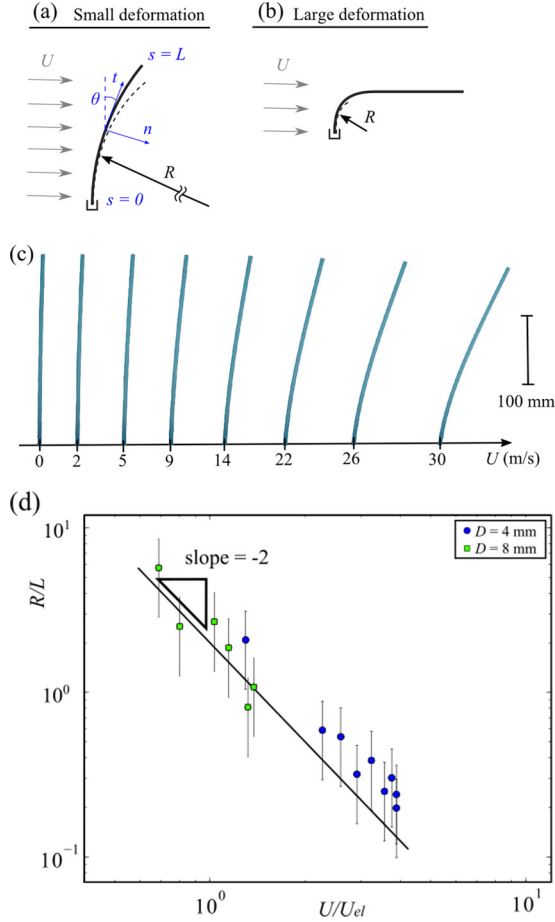 (a) Small deformation
(b) Large deformation
U
s = L
t
θ
n
R
s = 0
U
R
(c)
100 mm
0 2 5 9 14 22 26 30 U (m/s)
(d)
10^1
D = 4 mm
D = 8 mm
slope = -2
R/L
10^0
10^-1
10^0 10^1
U/U_el